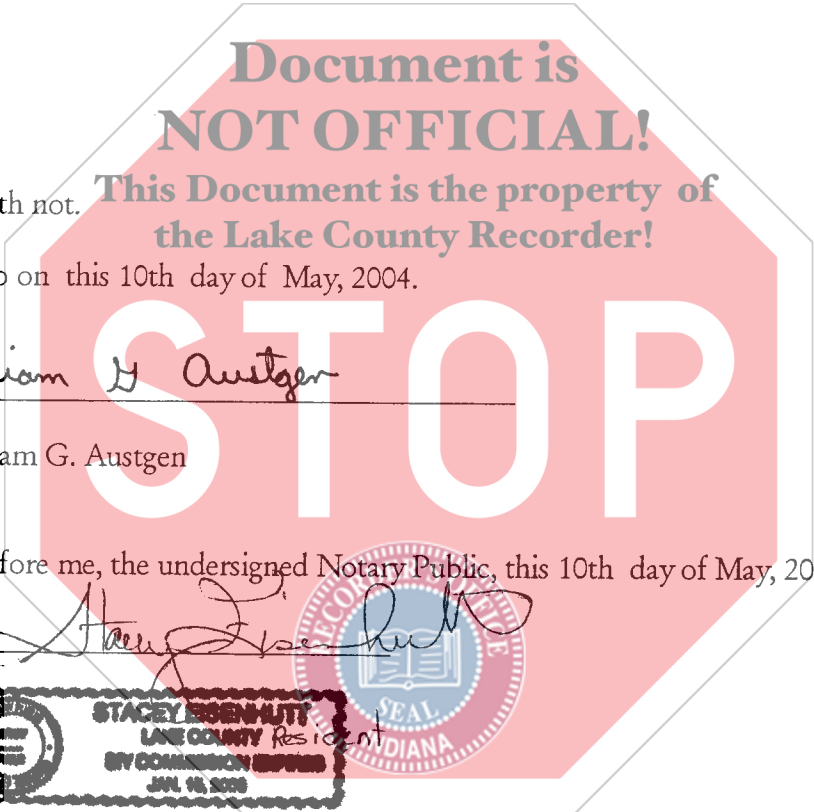 Document is
NOT OFFICIAL!
This Document is the property of
the Lake County Recorder!
th not.
o on this 10th day of May, 2004.
iam G Austgen
am G. Austgen
STOP
fore me, the undersigned Notary Public, this 10th day of May, 20
Stacey Eisenhutt
RECORDER OFFICE
SEAL
INDIANA
STACEY EISENHUTT
LAKE COUNTY Resident
MY COMMISSION EXPIRES